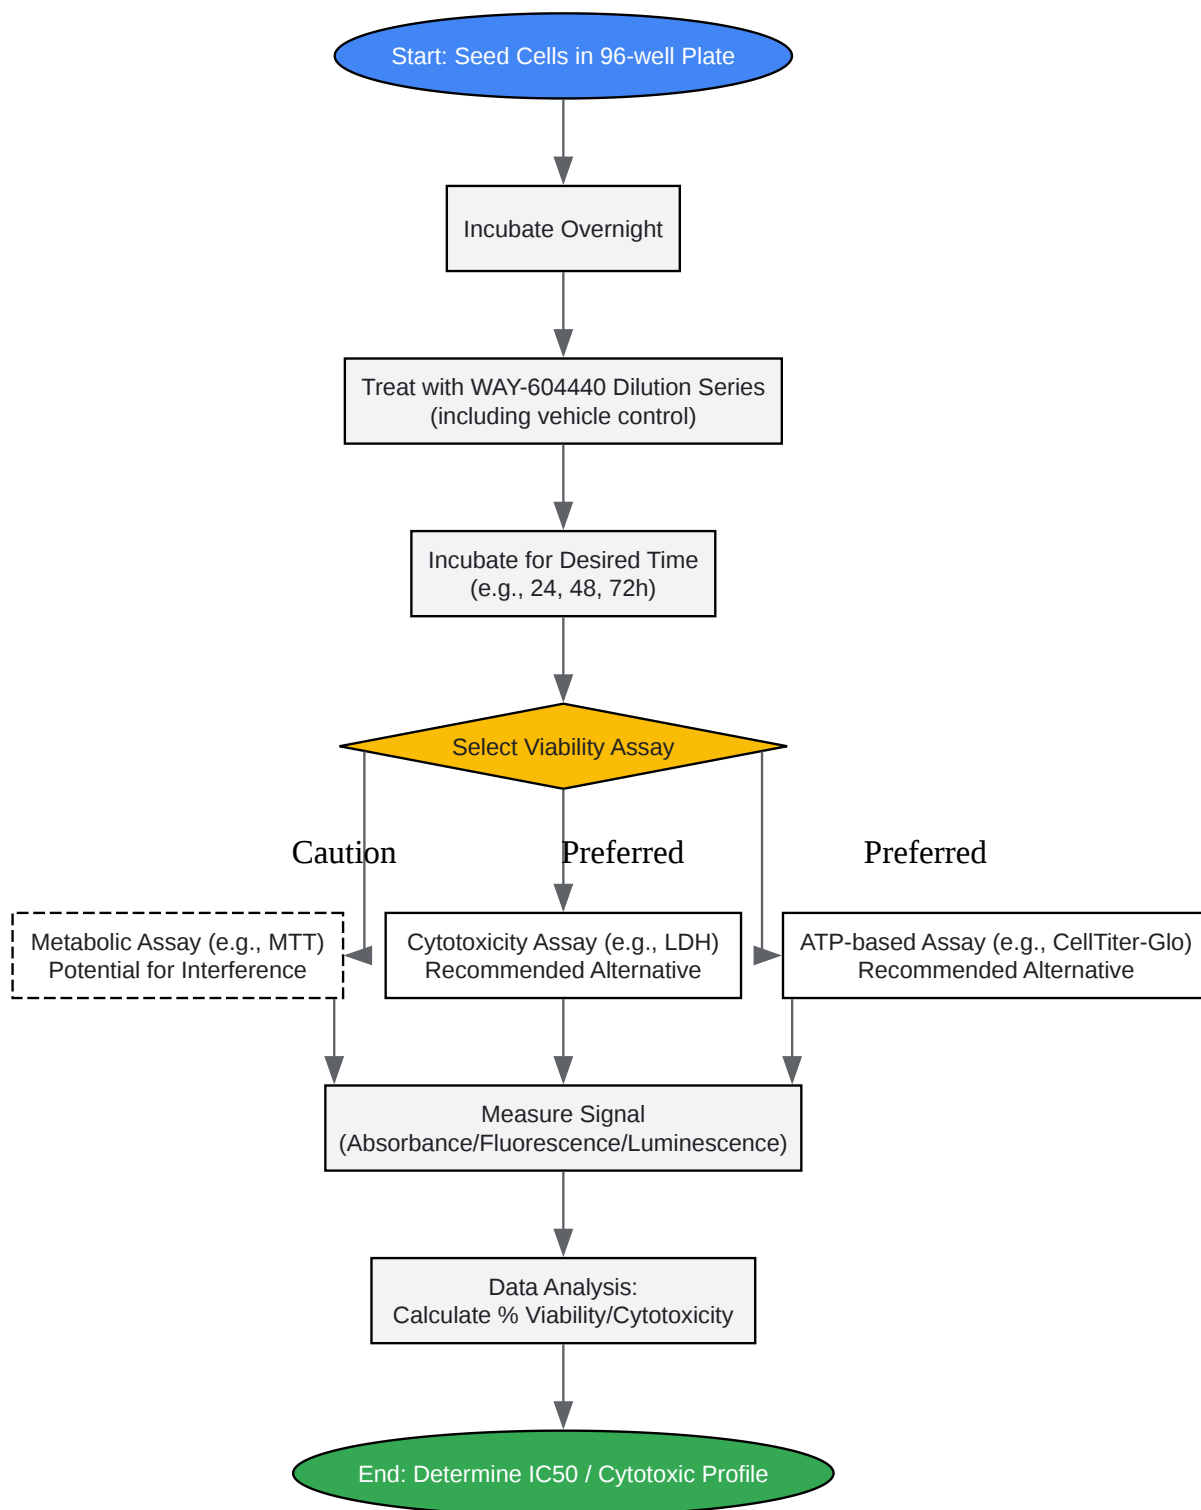 Start: Seed Cells in 96-well Plate
Incubate Overnight
Treat with WAY-604440 Dilution Series
(including vehicle control)
Incubate for Desired Time
(e.g., 24, 48, 72h)
Select Viability Assay
Caution
Preferred
Preferred
Metabolic Assay (e.g., MTT)
Potential for Interference
Cytotoxicity Assay (e.g., LDH)
Recommended Alternative
ATP-based Assay (e.g., CellTiter-Glo)
Recommended Alternative
Measure Signal
(Absorbance/Fluorescence/Luminescence)
Data Analysis:
Calculate % Viability/Cytotoxicity
End: Determine IC50 / Cytotoxic Profile